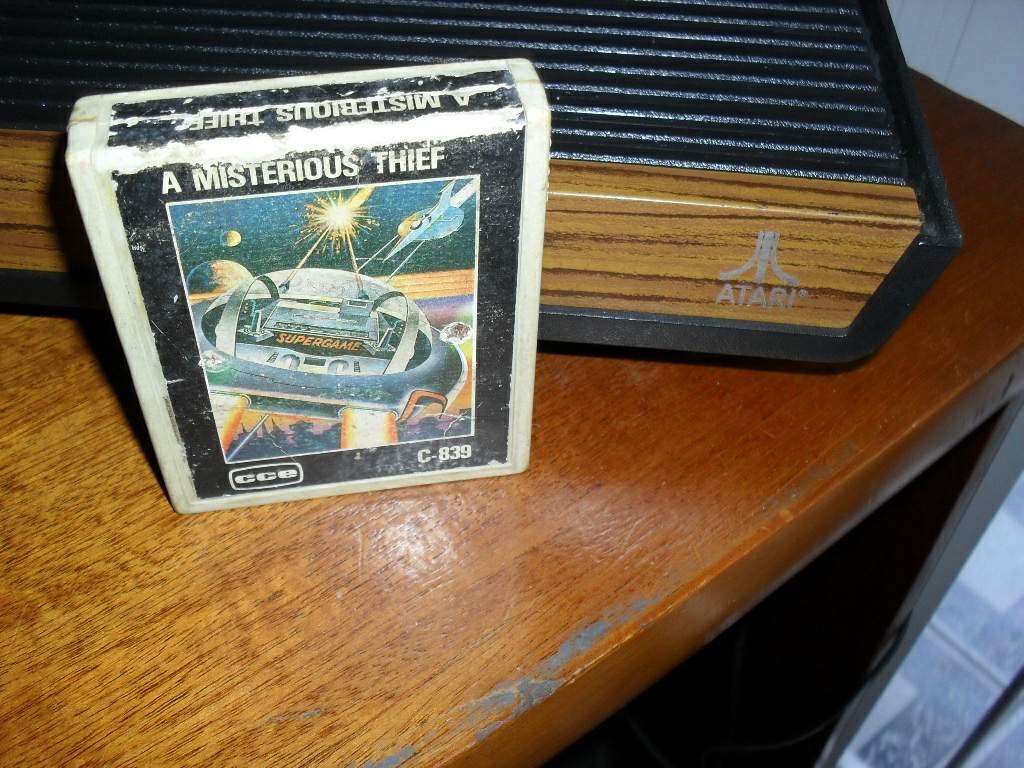 A MISTERIOUS THIEF
A MISTERIOUS THIEF
SUPERGAME
C-839
cce
ATARI®